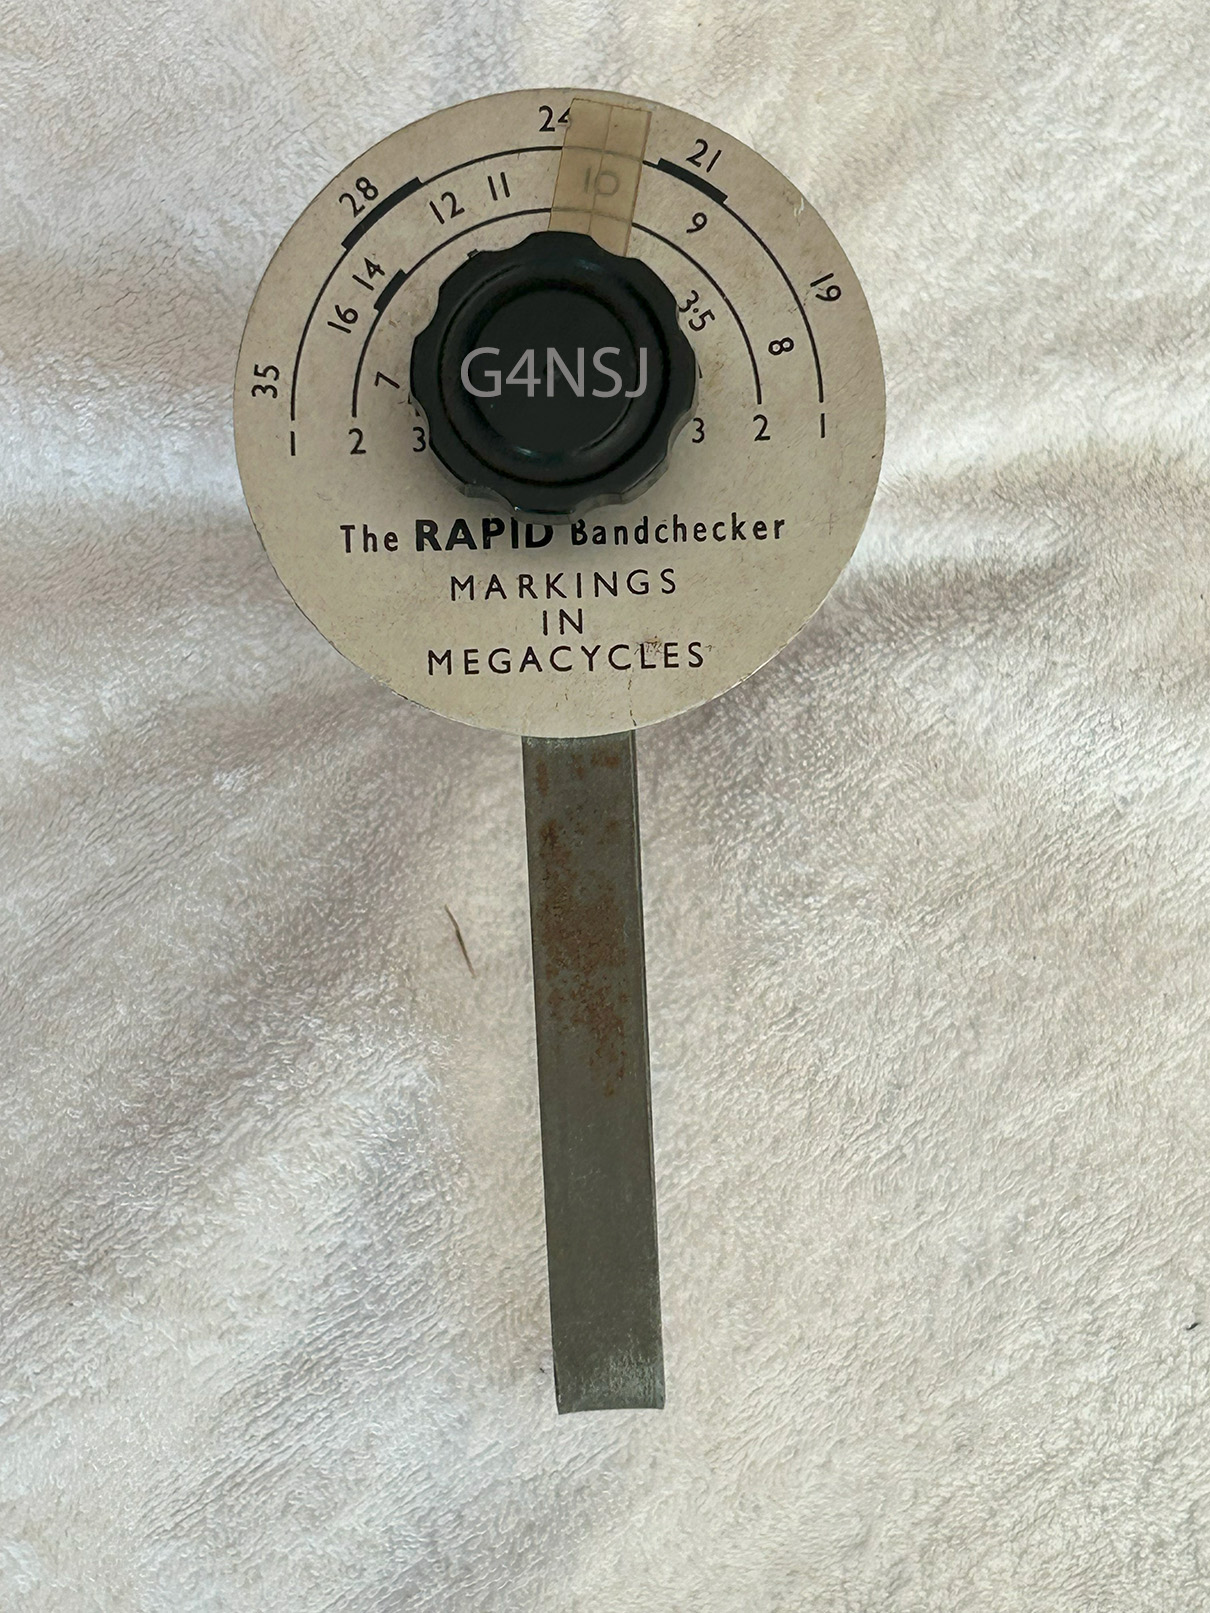 24
28 21
12 11 10 9
14 3·5 19
16 8
35 7
G4NSJ
1 2 3 3 2 1
The RAPID Bandchecker
MARKINGS
IN
MEGACYCLES